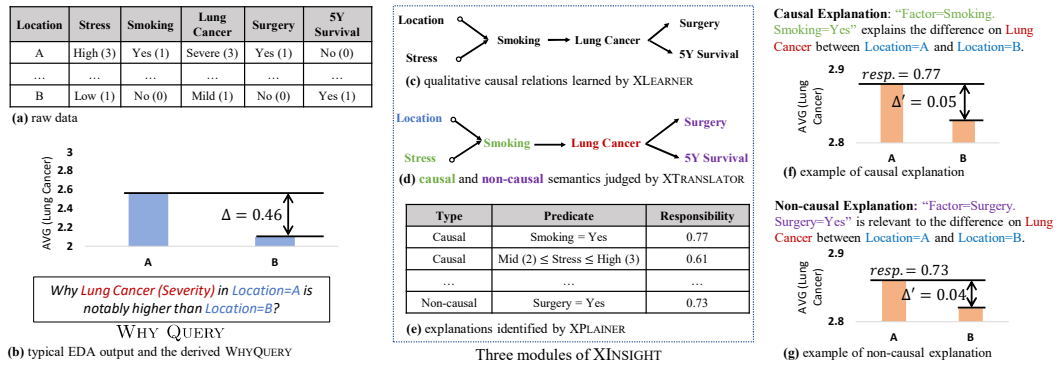 Location Stress Smoking Lung Cancer Surgery 5Y Survival
A High (3) Yes (1) Severe (3) Yes (1) No (0)
... ... ... ... ... ...
B Low (1) No (0) Mild (1) No (0) Yes (1)
(a) raw data
AVG (Lung Cancer)
3
2.8
2.6
2.4
2.2
2
Δ = 0.46
A B
Why Lung Cancer (Severity) in Location=A is
notably higher than Location=B?
WHY QUERY
(b) typical EDA output and the derived WHYQUERY
Location
Stress
Smoking
Lung Cancer
Surgery
5Y Survival
(c) qualitative causal relations learned by XLEARNER
Location
Stress
Smoking
Lung Cancer
Surgery
5Y Survival
(d) causal and non-causal semantics judged by XTRANSLATOR
Type Predicate Responsibility
Causal Smoking = Yes 0.77
Causal Mid (2) ≤ Stress ≤ High (3) 0.61
... ... ...
Non-causal Surgery = Yes 0.73
(e) explanations identified by XPLAINER
Three modules of XINSIGHT
Causal Explanation: “Factor=Smoking.
Smoking=Yes” explains the difference on Lung
Cancer between Location=A and Location=B.
AVG (Lung Cancer)
2.9
2.8
resp. = 0.77
Δ′ = 0.05
A B
(f) example of causal explanation
Non-causal Explanation: “Factor=Surgery.
Surgery=Yes” is relevant to the difference on Lung
Cancer between Location=A and Location=B.
AVG (Lung Cancer)
2.9
2.8
resp. = 0.73
Δ′ = 0.04
A B
(g) example of non-causal explanation